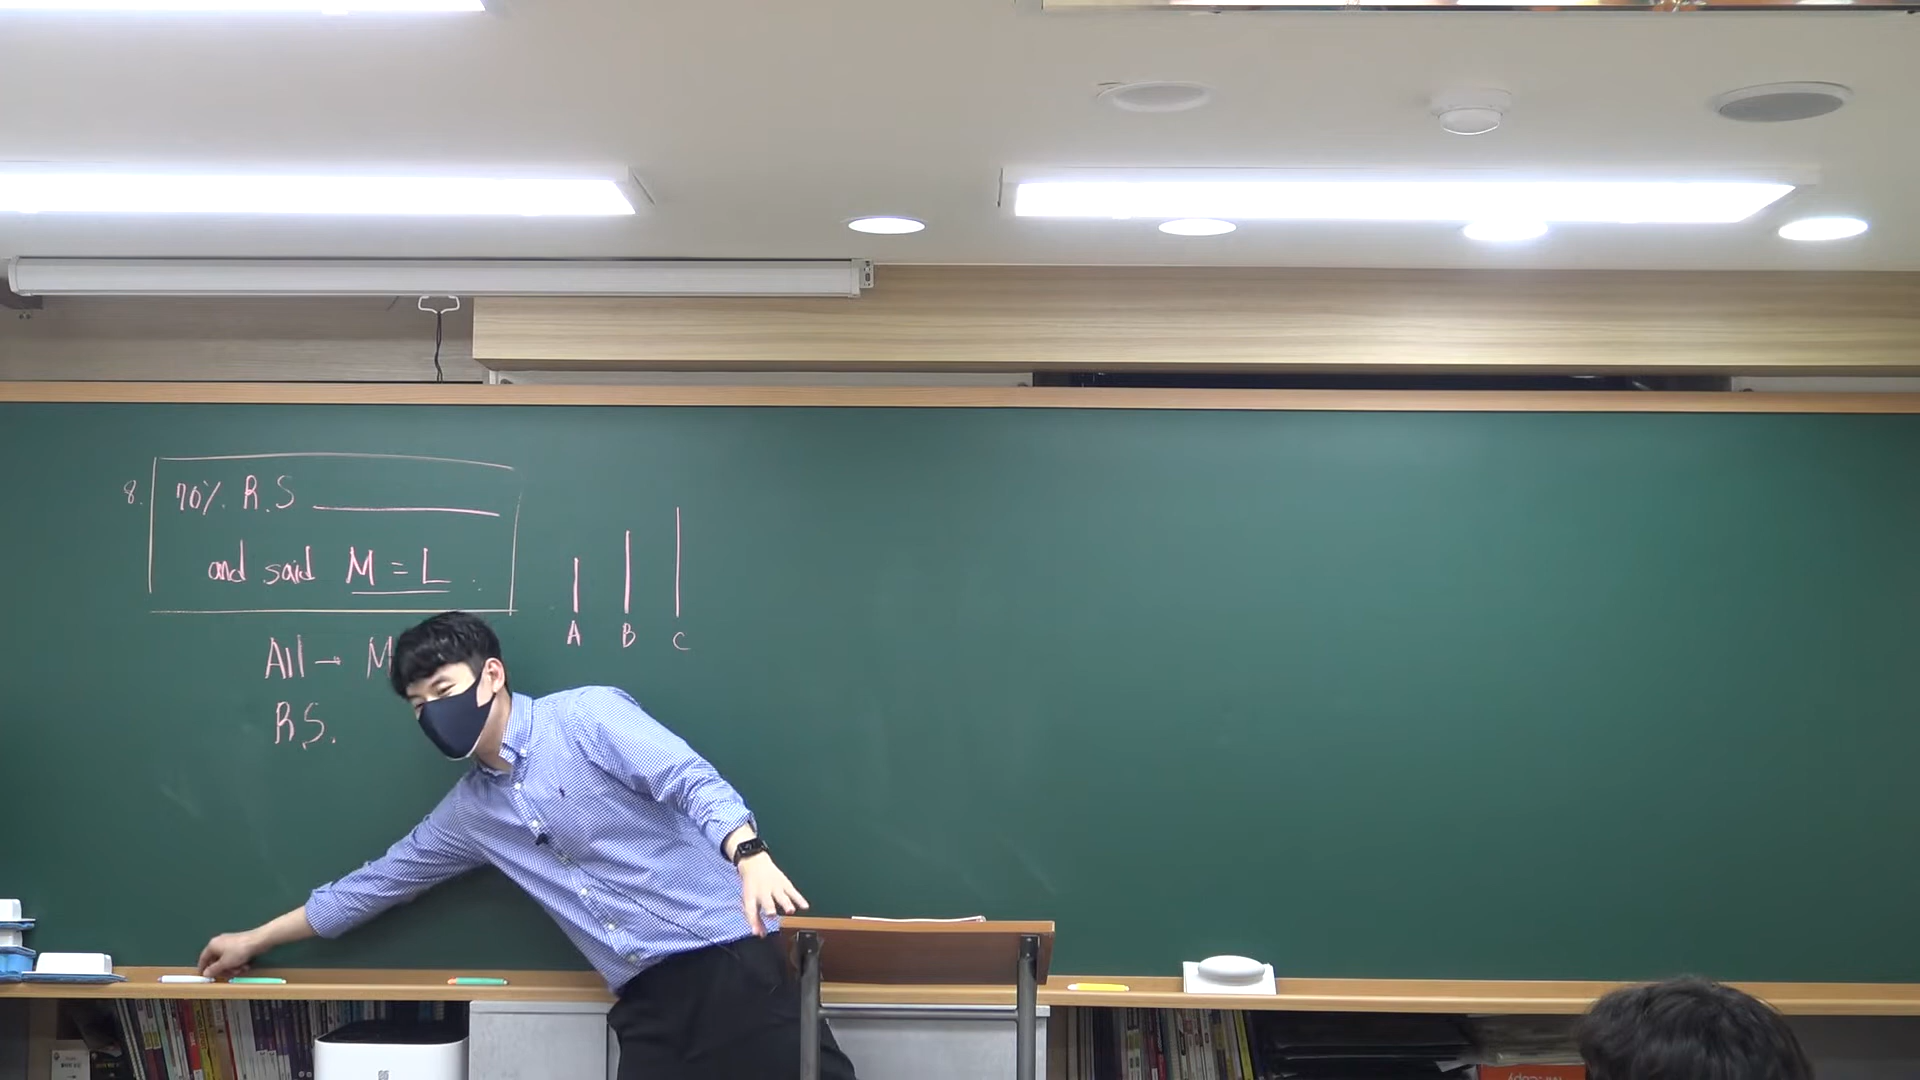 8. 70% R.S
and said M = L.
All → M
R.S.
A B C